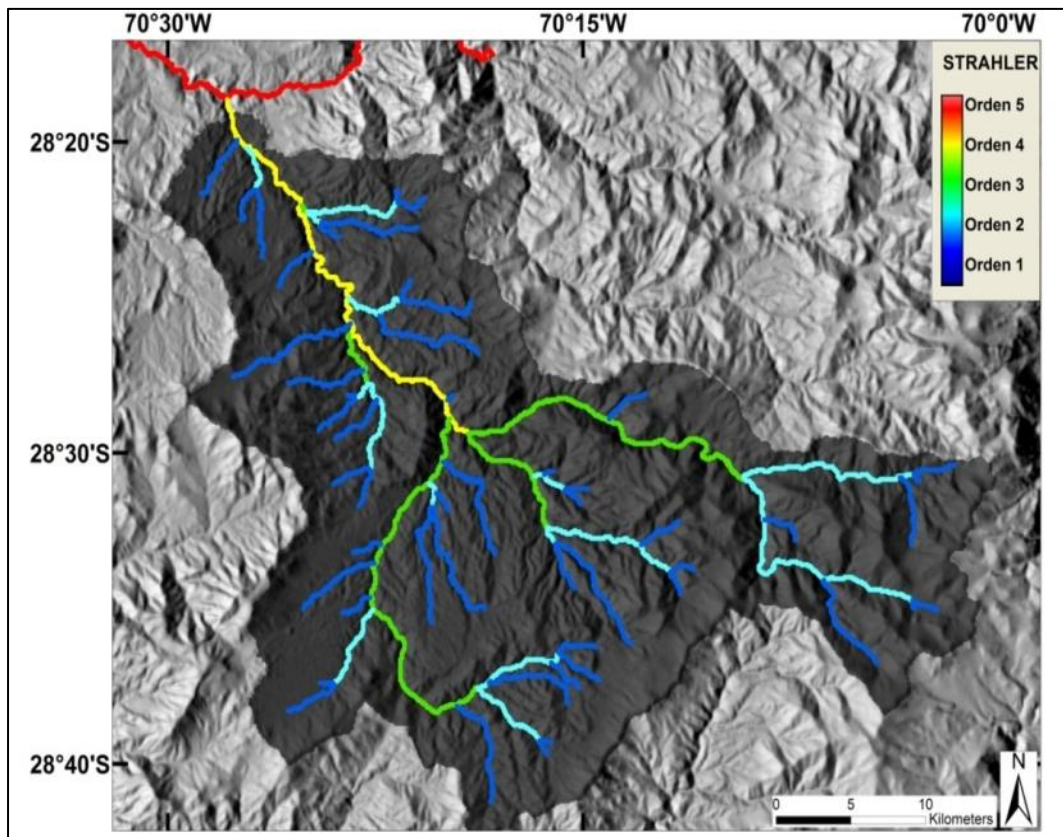 70°30'W 70°15'W 70°0'W
STRAHLER
Orden 5
Orden 4
Orden 3
Orden 2
Orden 1
28°20'S
28°30'S
28°40'S
N
0 5 10
Kilometers